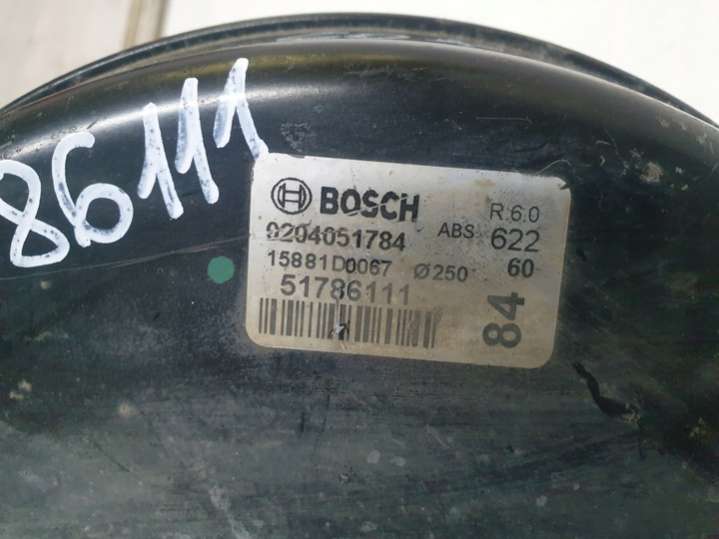 86111
BOSCH R.6.0
0204051784 ABS 622
15881D0067 Ø250 60
51786111
84